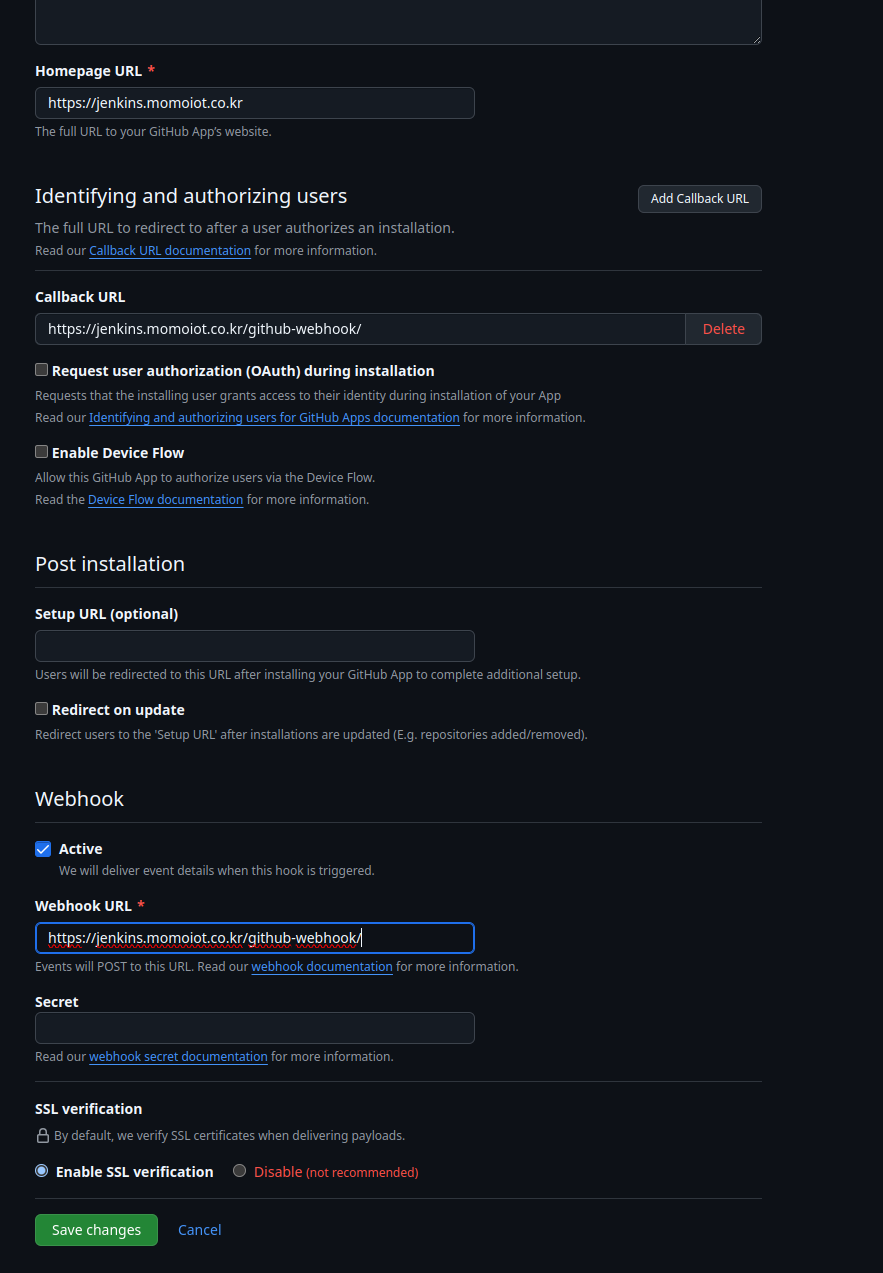 Homepage URL *
https://jenkins.momoiot.co.kr
The full URL to your GitHub App’s website.
Identifying and authorizing users
Add Callback URL
The full URL to redirect to after a user authorizes an installation.
Read our Callback URL documentation for more information.
Callback URL
https://jenkins.momoiot.co.kr/github-webhook/
Delete
Request user authorization (OAuth) during installation
Requests that the installing user grants access to their identity during installation of your App
Read our Identifying and authorizing users for GitHub Apps documentation for more information.
Enable Device Flow
Allow this GitHub App to authorize users via the Device Flow.
Read the Device Flow documentation for more information.
Post installation
Setup URL (optional)
Users will be redirected to this URL after installing your GitHub App to complete additional setup.
Redirect on update
Redirect users to the 'Setup URL' after installations are updated (E.g. repositories added/removed).
Webhook
Active
We will deliver event details when this hook is triggered.
Webhook URL *
https://jenkins.momoiot.co.kr/github-webhook/
Events will POST to this URL. Read our webhook documentation for more information.
Secret
Read our webhook secret documentation for more information.
SSL verification
By default, we verify SSL certificates when delivering payloads.
Enable SSL verification Disable (not recommended)
Save changes Cancel